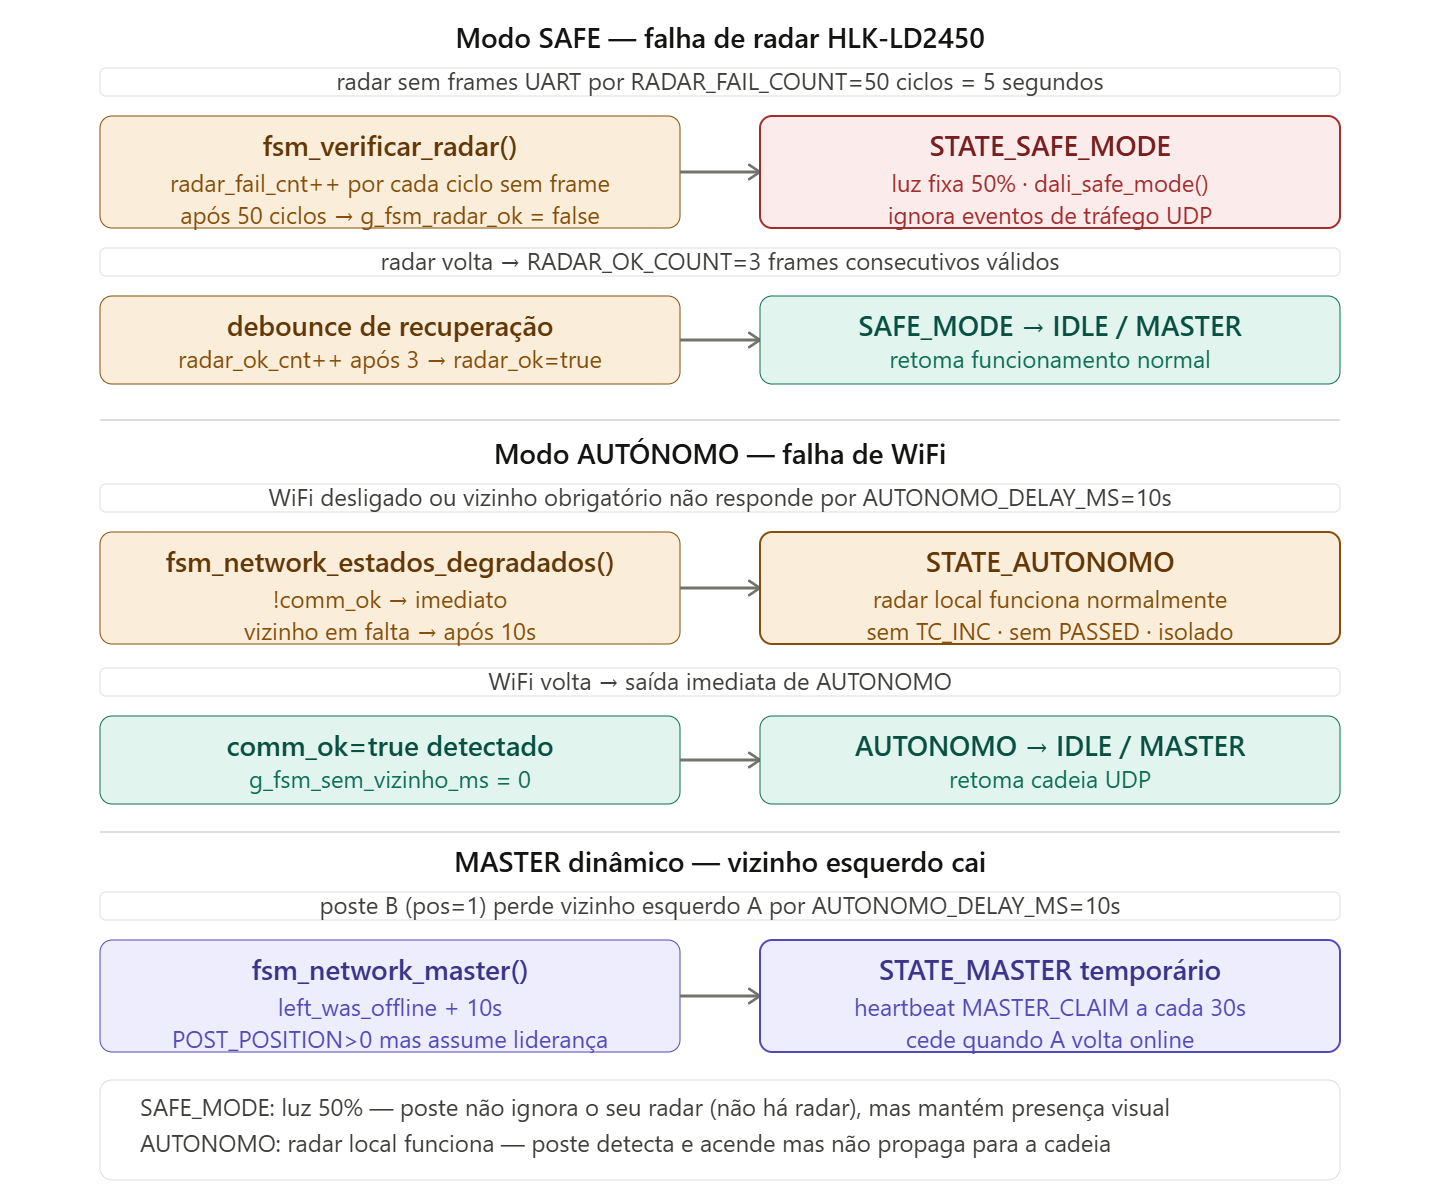 Modo SAFE — falha de radar HLK-LD2450
radar sem frames UART por RADAR_FAIL_COUNT=50 ciclos = 5 segundos
fsm_verificar_radar()
radar_fail_cnt++ por cada ciclo sem frame
após 50 ciclos → g_fsm_radar_ok = false
STATE_SAFE_MODE
luz fixa 50% · dali_safe_mode()
ignora eventos de tráfego UDP
radar volta → RADAR_OK_COUNT=3 frames consecutivos válidos
debounce de recuperação
radar_ok_cnt++ após 3 → radar_ok=true
SAFE_MODE → IDLE / MASTER
retoma funcionamento normal
Modo AUTÓNOMO — falha de WiFi
WiFi desligado ou vizinho obrigatório não responde por AUTONOMO_DELAY_MS=10s
fsm_network_estados_degradados()
!comm_ok → imediato
vizinho em falta → após 10s
STATE_AUTONOMO
radar local funciona normalmente
sem TC_INC · sem PASSED · isolado
WiFi volta → saída imediata de AUTONOMO
comm_ok=true detectado
g_fsm_sem_vizinho_ms = 0
AUTONOMO → IDLE / MASTER
retoma cadeia UDP
MASTER dinâmico — vizinho esquerdo cai
poste B (pos=1) perde vizinho esquerdo A por AUTONOMO_DELAY_MS=10s
fsm_network_master()
left_was_offline + 10s
POST_POSITION>0 mas assume liderança
STATE_MASTER temporário
heartbeat MASTER_CLAIM a cada 30s
cede quando A volta online
SAFE_MODE: luz 50% — poste não ignora o seu radar (não há radar), mas mantém presença visual
AUTONOMO: radar local funciona — poste detecta e acende mas não propaga para a cadeia